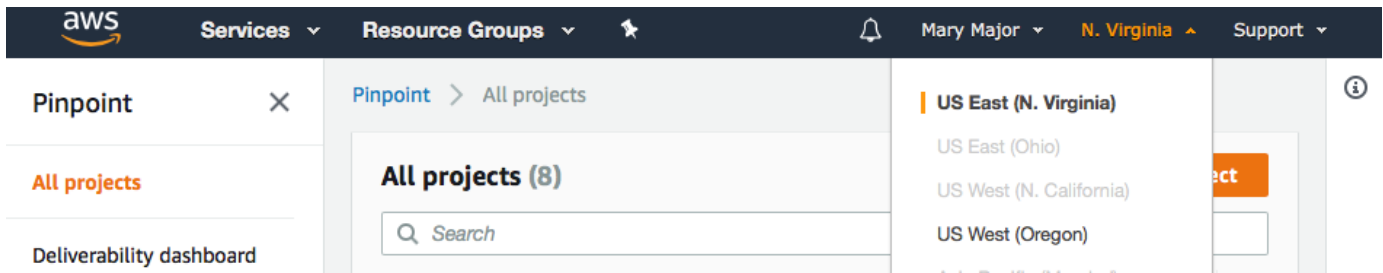 aws Services Resource Groups Mary Major N. Virginia Support
Pinpoint
Pinpoint > All projects
US East (N. Virginia)
US East (Ohio)
All projects
All projects (8)
US West (N. California)
ect
Search
US West (Oregon)
Deliverability dashboard